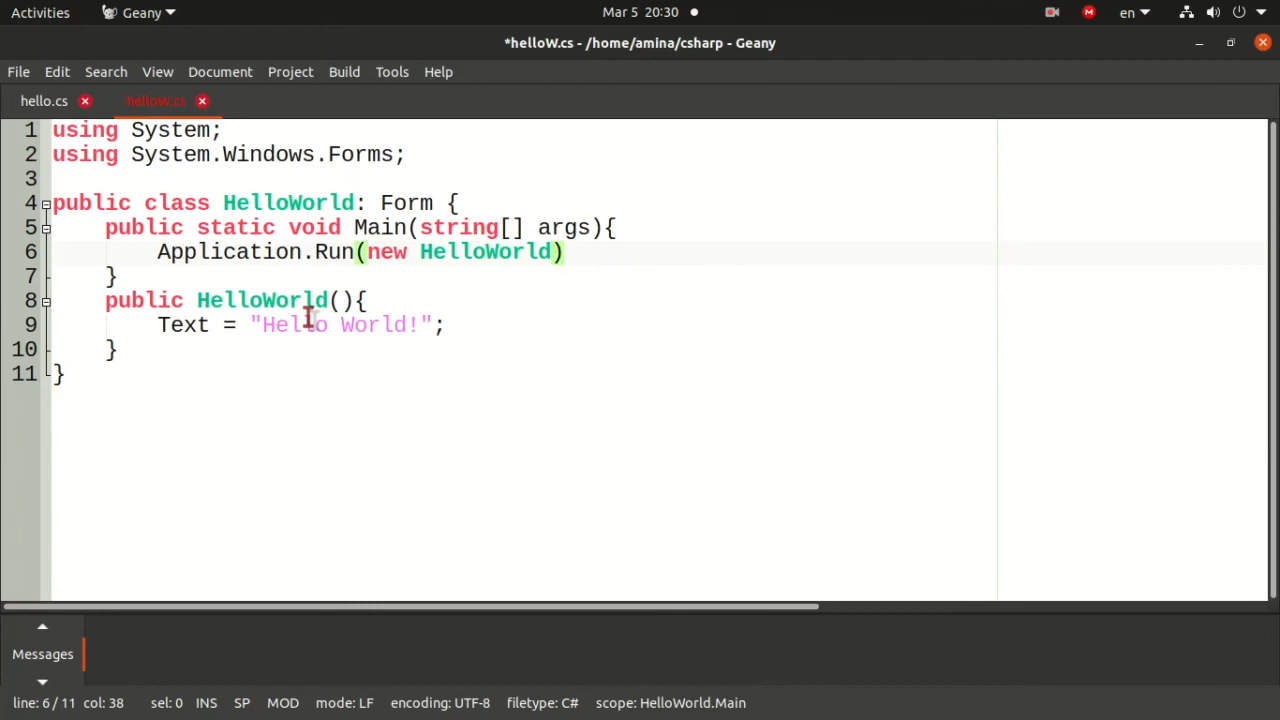 Activities Geany Mar 5 20:30 M en
*helloW.cs - /home/amina/csharp - Geany
File Edit Search View Document Project Build Tools Help
hello.cs *helloW.cs
1 using System;
2 using System.Windows.Forms;
3
4 public class HelloWorld: Form {
5 public static void Main(string[] args){
6 Application.Run(new HelloWorld)
7 }
8 public HelloWorld(){
9 Text = "Hello World!";
10 }
11 }
Messages
line: 6 / 11 col: 38 sel: 0 INS SP MOD mode: LF encoding: UTF-8 filetype: C# scope: HelloWorld.Main